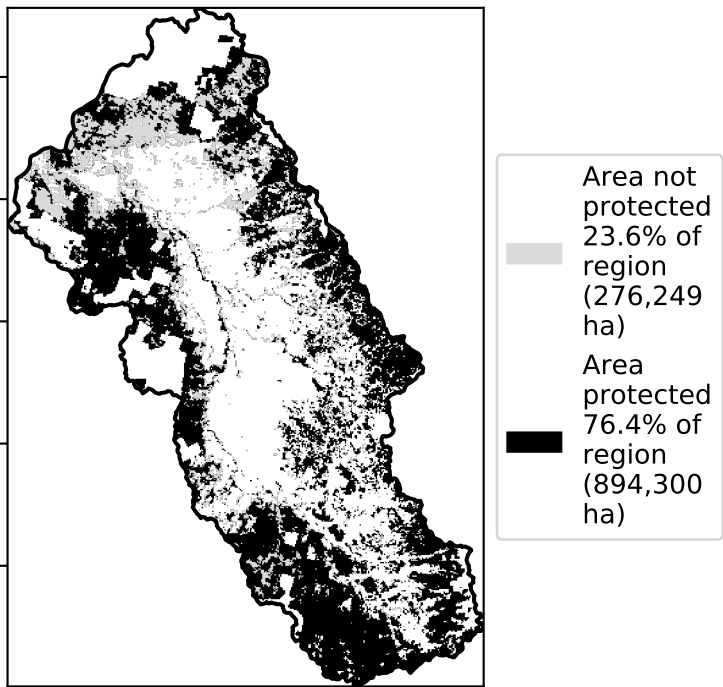 Area not
protected
23.6% of
region
(276,249
ha)
Area
protected
76.4% of
region
(894,300
ha)